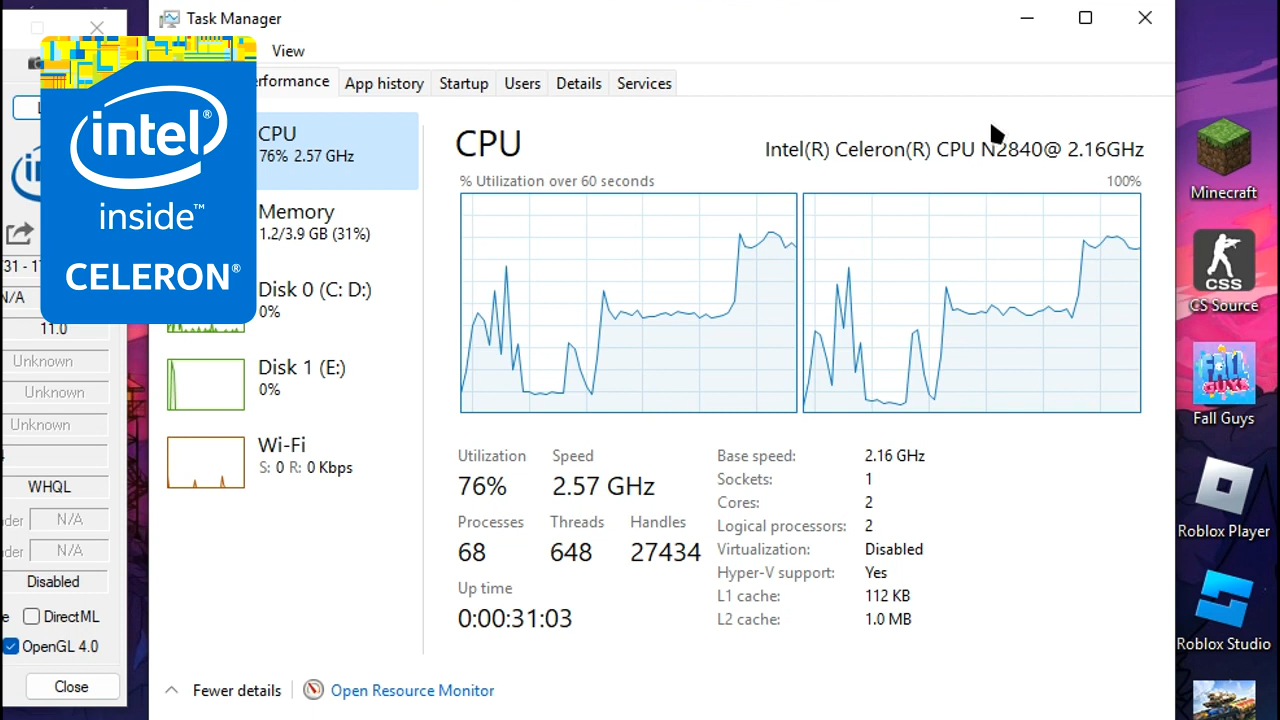 Task Manager
View
erformance
App history
Startup
Users
Details
Services
intel®
inside™
CELERON®
CPU
76% 2.57 GHz
Memory
1.2/3.9 GB (31%)
Disk 0 (C: D:)
0%
Disk 1 (E:)
0%
Wi-Fi
S: 0 R: 0 Kbps
CPU
Intel(R) Celeron(R) CPU N2840@ 2.16GHz
% Utilization over 60 seconds
100%
Utilization
Speed
76%
2.57 GHz
Processes
Threads
Handles
68
648
27434
Up time
0:00:31:03
Base speed:
2.16 GHz
Sockets:
1
Cores:
2
Logical processors:
2
Virtualization:
Disabled
Hyper-V support:
Yes
L1 cache:
112 KB
L2 cache:
1.0 MB
Fewer details
Open Resource Monitor
N/A
11.0
Unknown
Unknown
Unknown
WHQL
der
N/A
der
N/A
Disabled
DirectML
OpenGL 4.0
Close
Minecraft
CSS
CS Source
FALL
GUYS
Fall Guys
Roblox Player
Roblox Studio